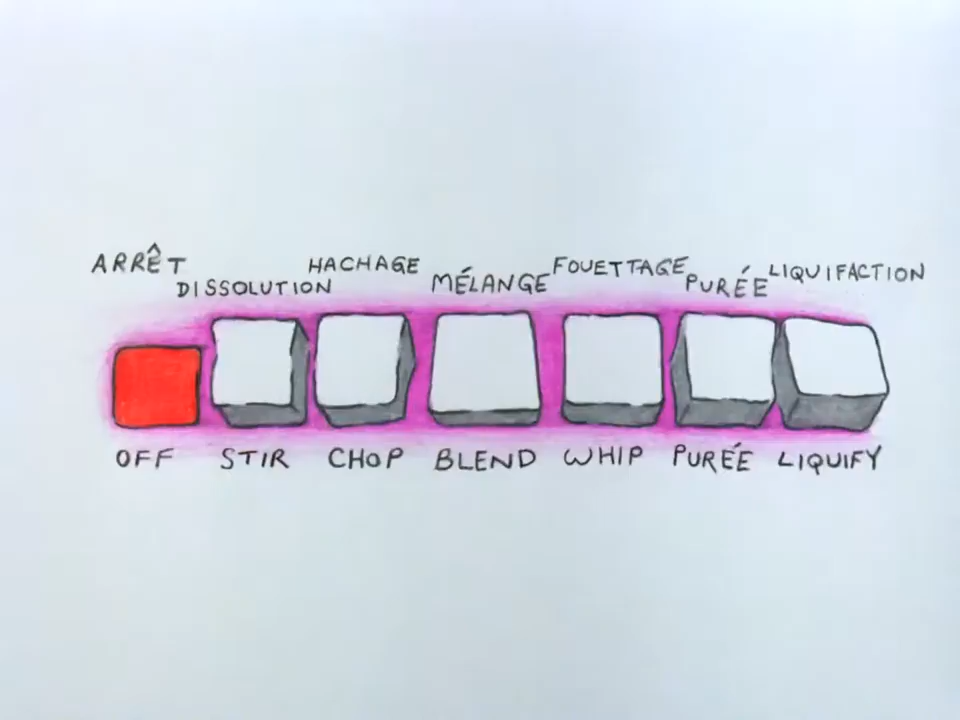 ARRÊT DISSOLUTION HACHAGE MÉLANGE FOUETTAGE PURÉE LIQUIFACTION
OFF STIR CHOP BLEND WHIP PURÉE LIQUIFY